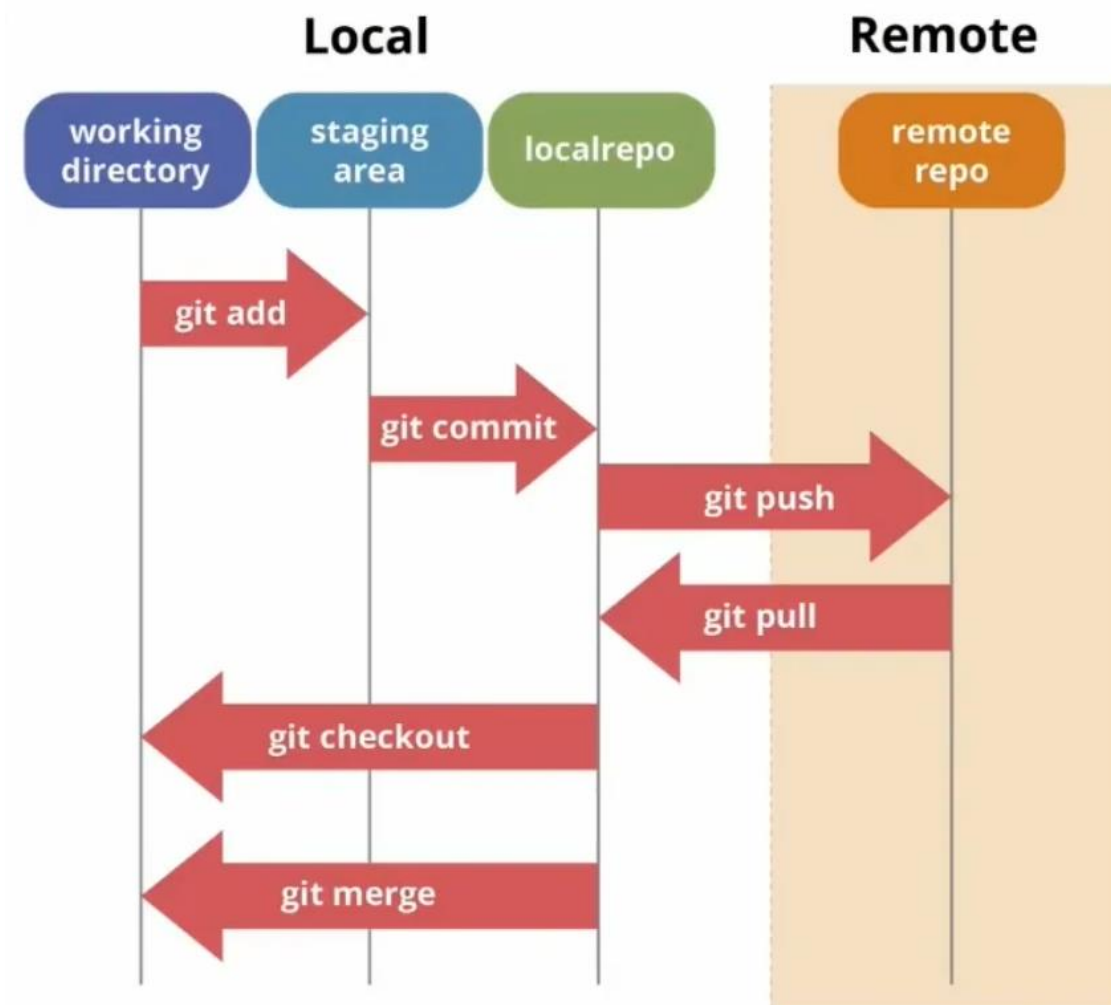 Local
Remote
working
directory
staging
area
localrepo
remote
repo
git add
git commit
git push
git pull
git checkout
git merge